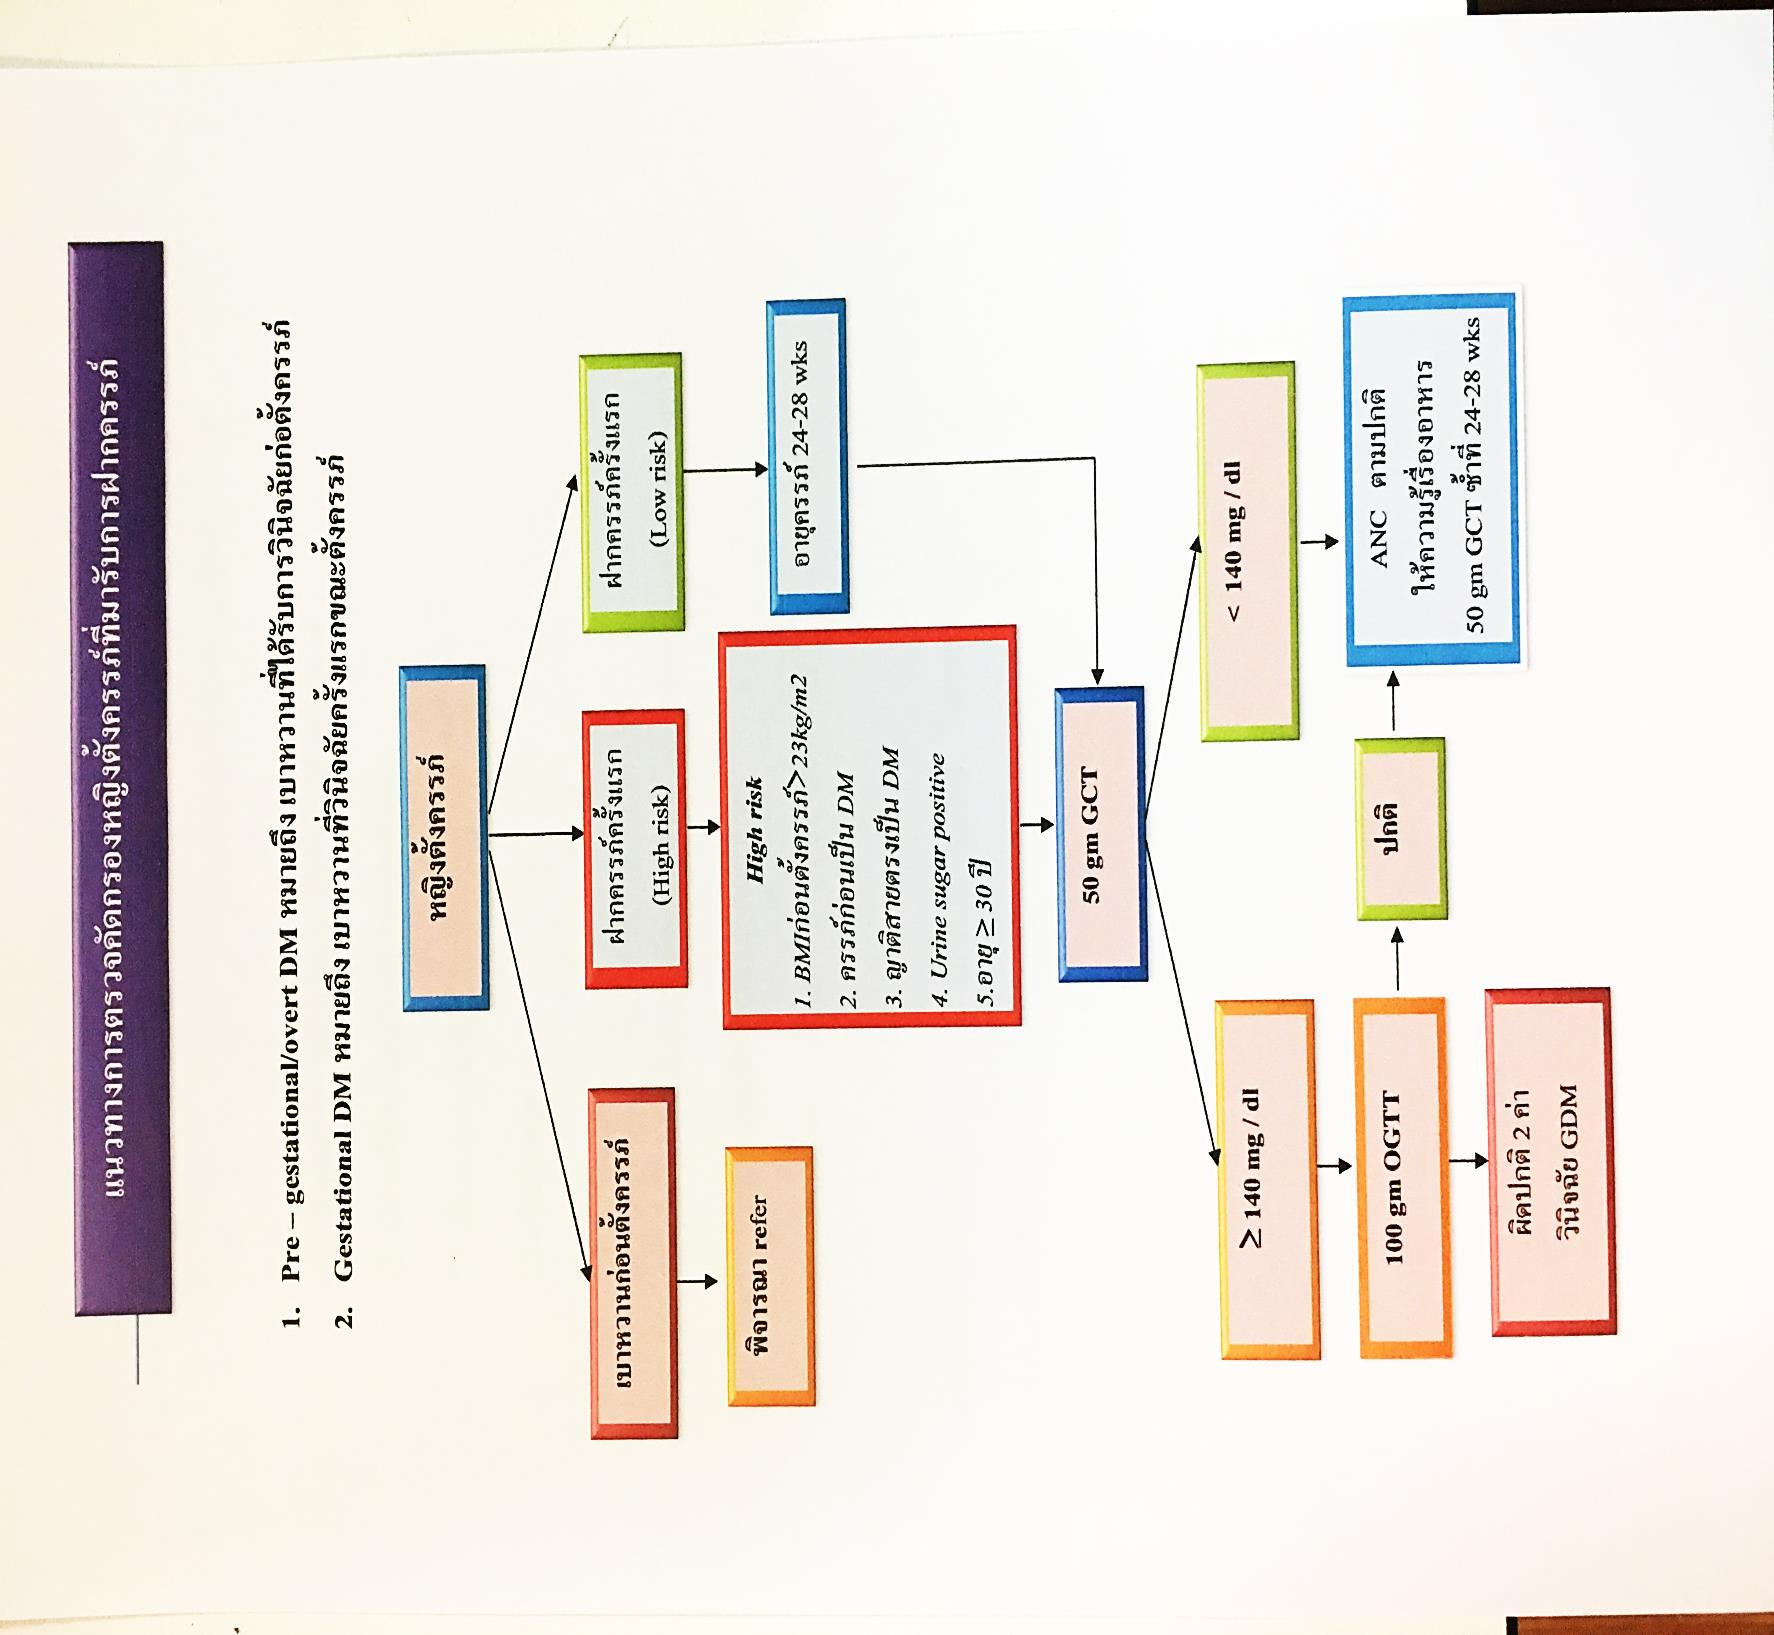 แนวทางการตรวจคัดกรองหญิงตั้งครรภ์ที่มารับการฝากครรภ์
1. Pre – gestational/overt DM หมายถึง เบาหวานที่ได้รับการวินิจฉัยก่อตั้งครรภ์
2. Gestational DM หมายถึง เบาหวานที่วินิจฉัยครั้งแรกขณะตั้งครรภ์
หญิงตั้งครรภ์
เบาหวานก่อนตั้งครรภ์
พิจารณา refer
ฝากครรภ์ครั้งแรก
(High risk)
ฝากครรภ์ครั้งแรก
(Low risk)
High risk
1. BMIก่อนตั้งครรภ์>23kg/m2
2. ครรภ์ก่อนเป็น DM
3. ญาติสายตรงเป็น DM
4. Urine sugar positive
5.อายุ ≥ 30 ปี
อายุครรภ์ 24-28 wks
50 gm GCT
≥ 140 mg / dl
< 140 mg / dl
100 gm OGTT
ปกติ
ANC ตามปกติ
ให้ความรู้เรื่องอาหาร
50 gm GCT ซ้ำที่ 24-28 wks
ผิดปกติ 2 ค่า
วินิจฉัย GDM